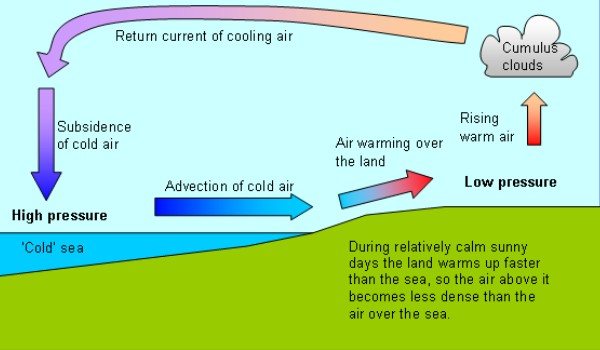 Return current of cooling air
Cumulus
clouds
Subsidence
of cold air
Rising
warm air
Air warming over
the land
Advection of cold air
Low pressure
High pressure
'Cold' sea
During relatively calm sunny
days the land warms up faster
than the sea, so the air above it
becomes less dense than the
air over the sea.